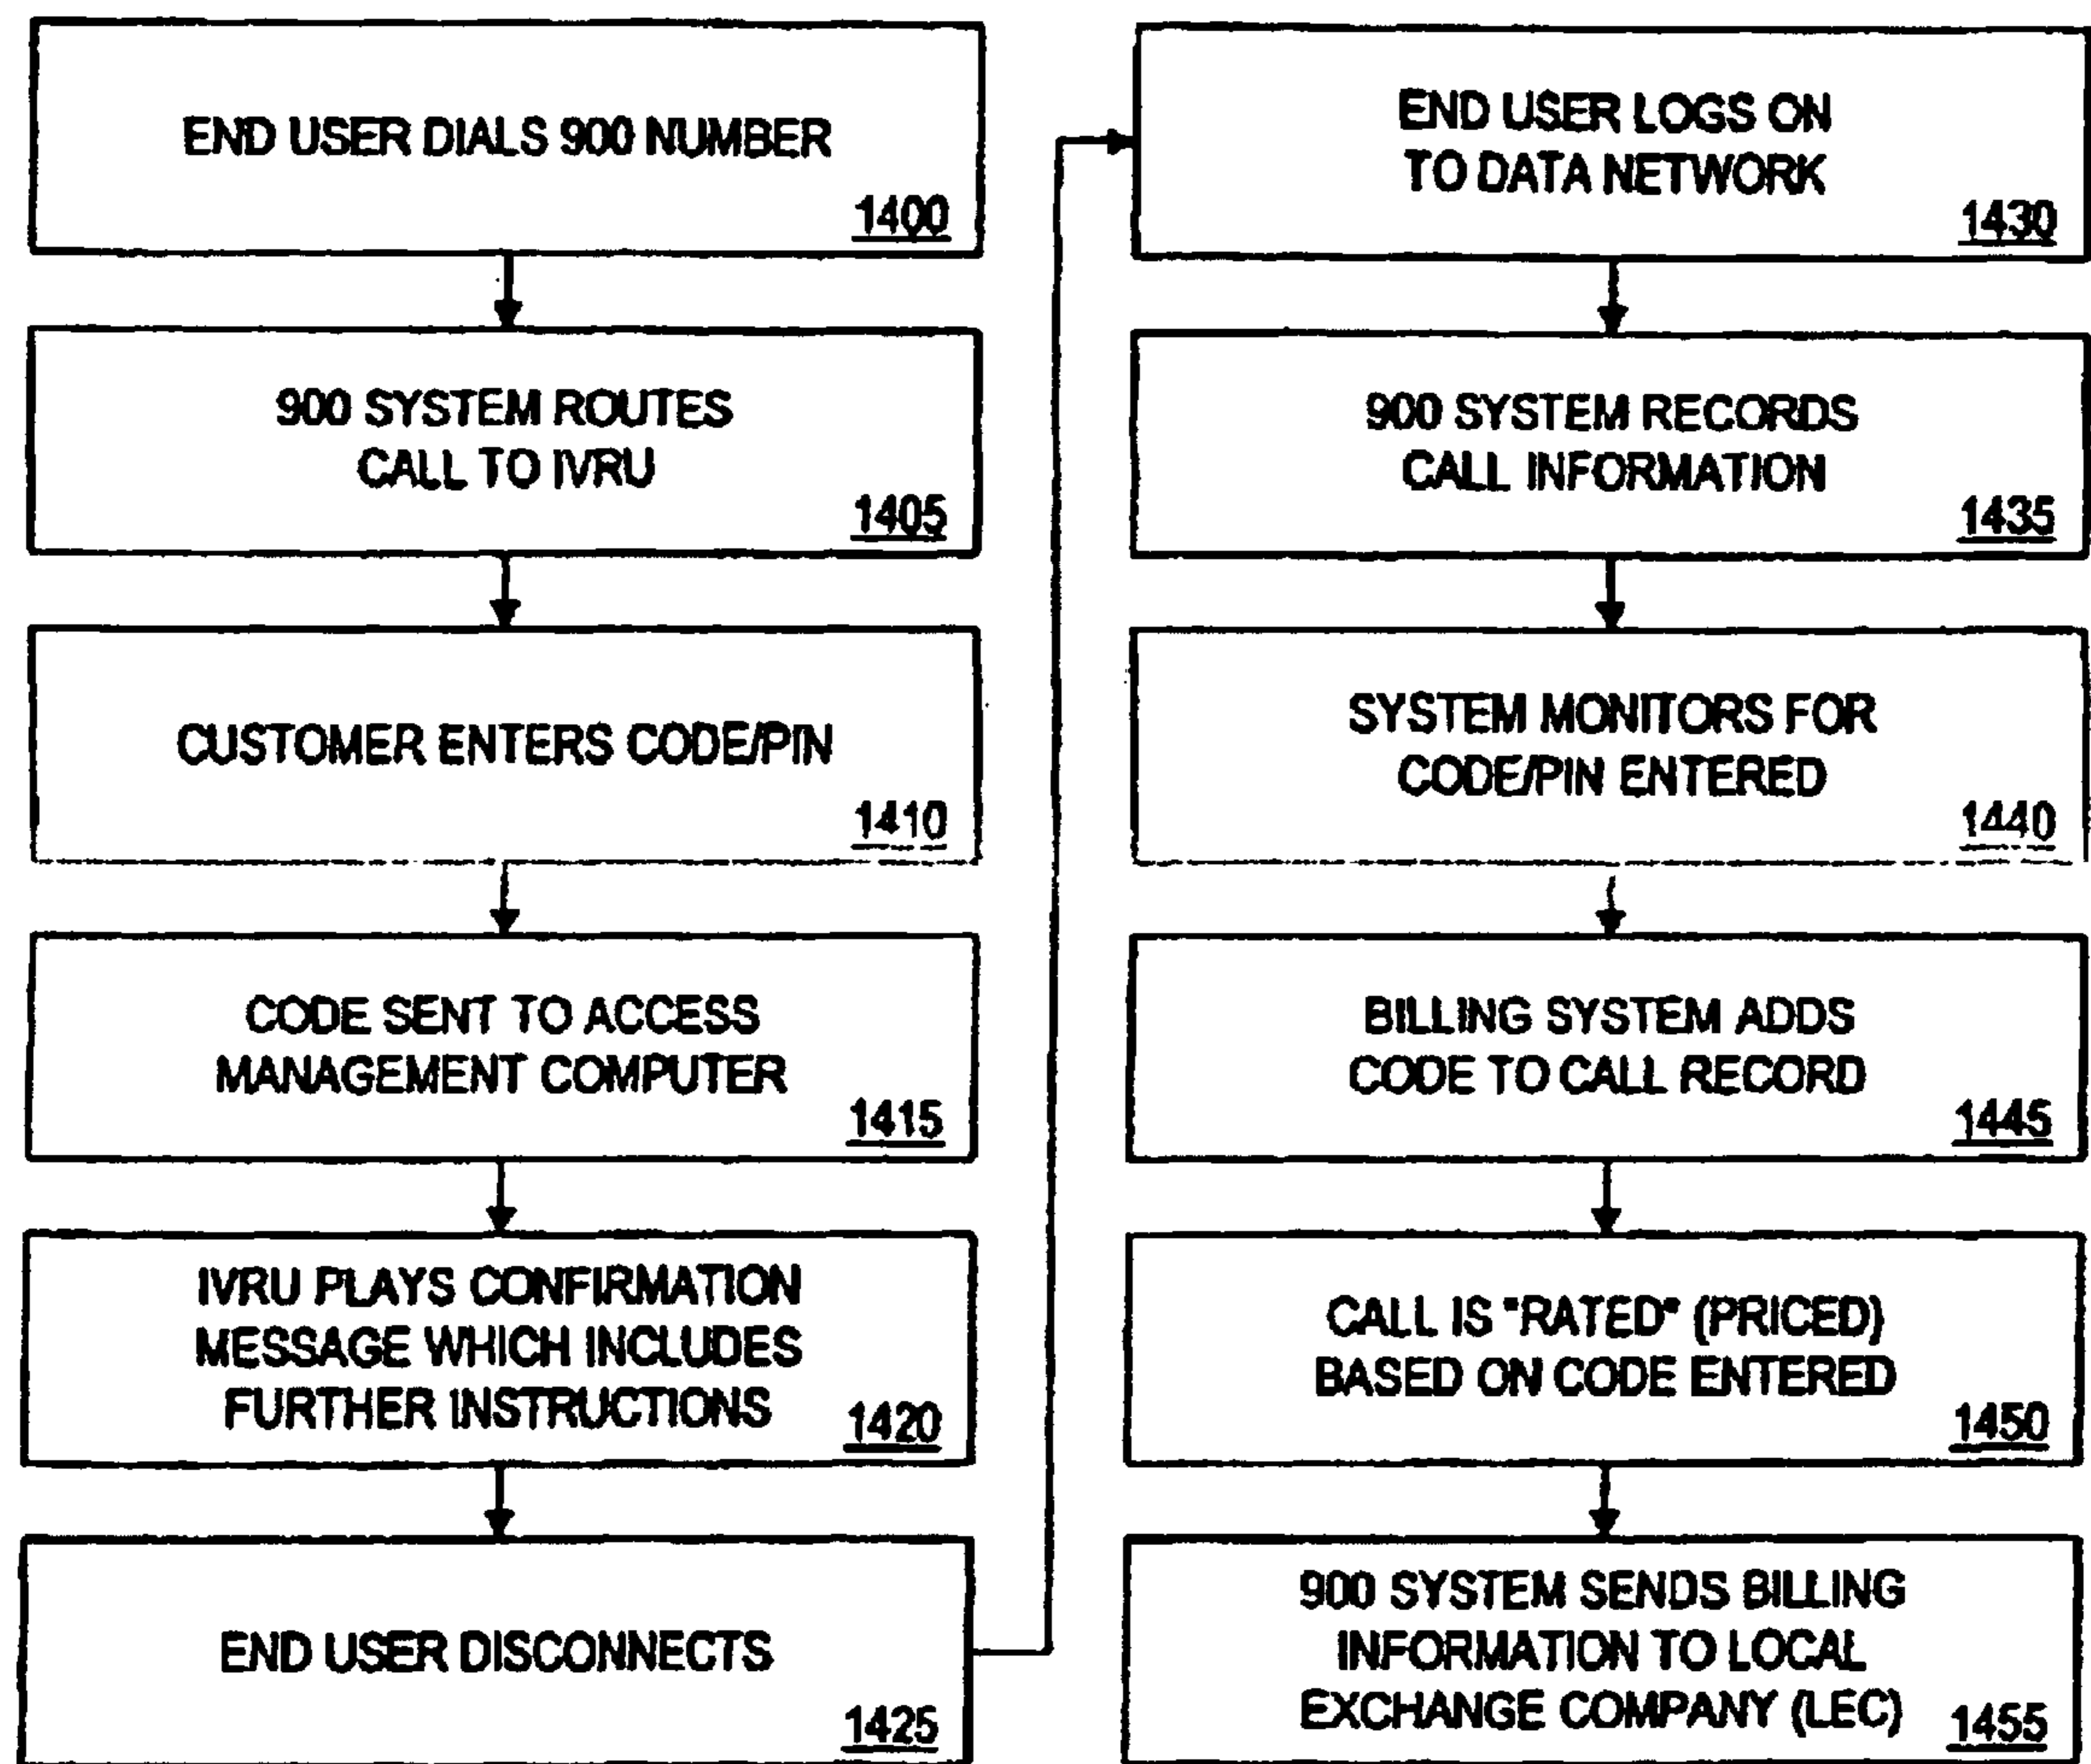 END USER DIALS 900 NUMBER
1400
900 SYSTEM ROUTES
CALL TO IVRU
1405
CUSTOMER ENTERS CODE/PIN
1410
CODE SENT TO ACCESS
MANAGEMENT COMPUTER
1415
IVRU PLAYS CONFIRMATION
MESSAGE WHICH INCLUDES
FURTHER INSTRUCTIONS
1420
END USER DISCONNECTS
1425
END USER LOGS ON
TO DATA NETWORK
1430
900 SYSTEM RECORDS
CALL INFORMATION
1435
SYSTEM MONITORS FOR
CODE/PIN ENTERED
1440
BILLING SYSTEM ADDS
CODE TO CALL RECORD
1445
CALL IS "RATED" (PRICED)
BASED ON CODE ENTERED
1450
900 SYSTEM SENDS BILLING
INFORMATION TO LOCAL
EXCHANGE COMPANY (LEC)
1455